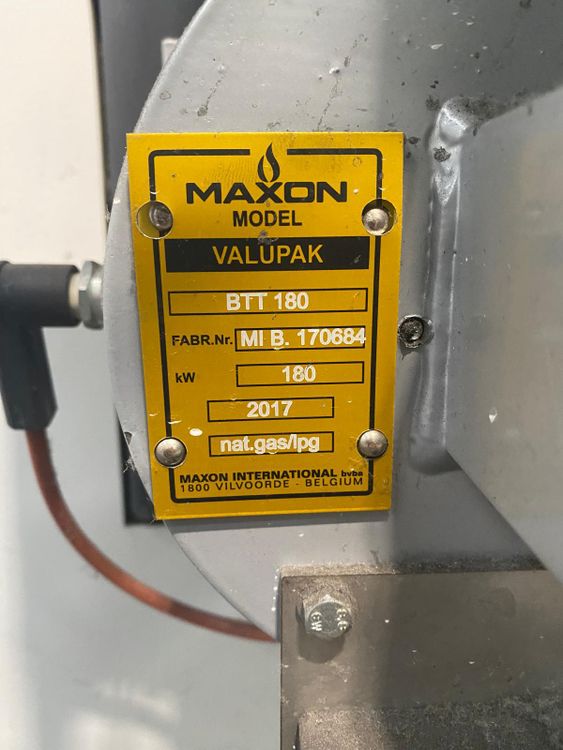 MAXON
MODEL
VALUPAK
BTT 180
FABR.Nr. MI B. 170684
kW 180
2017
nat.gas/lpg
MAXON INTERNATIONAL bvba
1800 VILVOORDE - BELGIUM